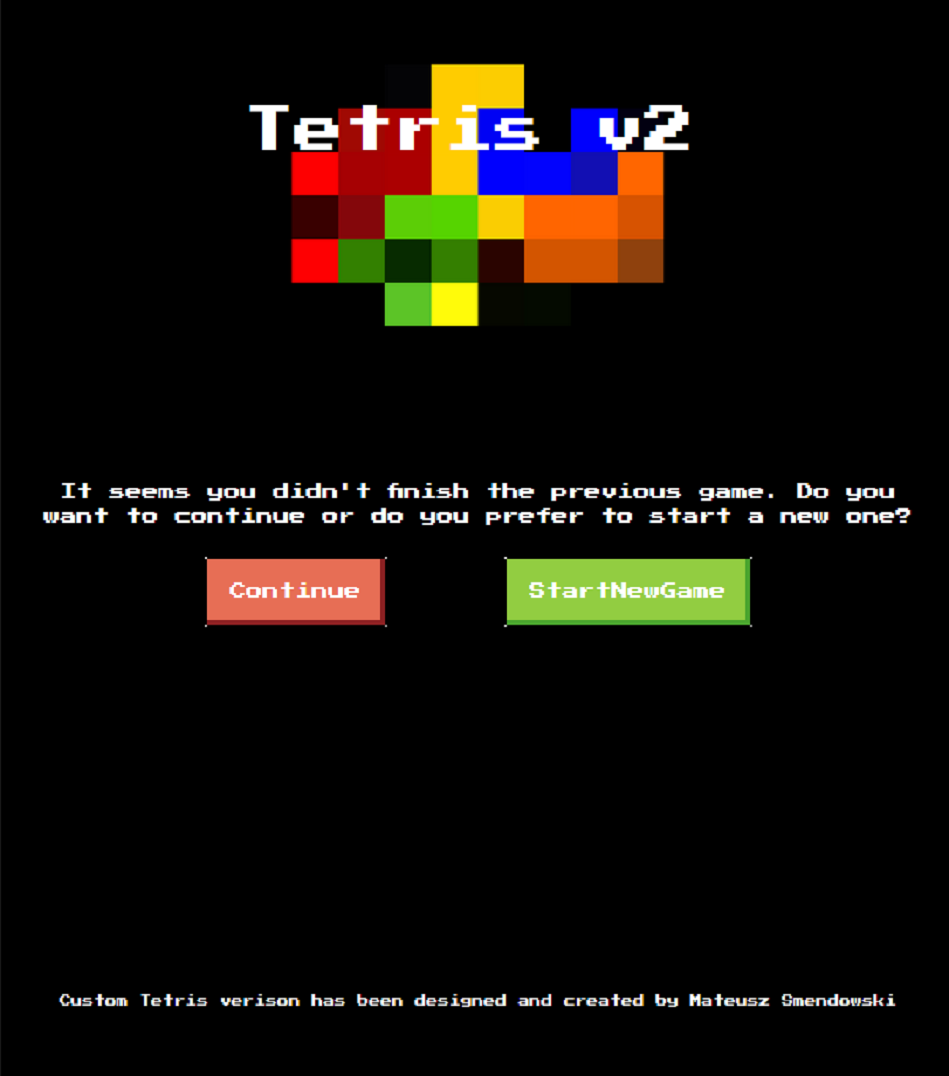 Tetris v2
It seems you didn't finish the previous game. Do you
want to continue or do you prefer to start a new one?
Continue
StartNewGame
Custom Tetris verison has been designed and created by Mateusz Smendowski